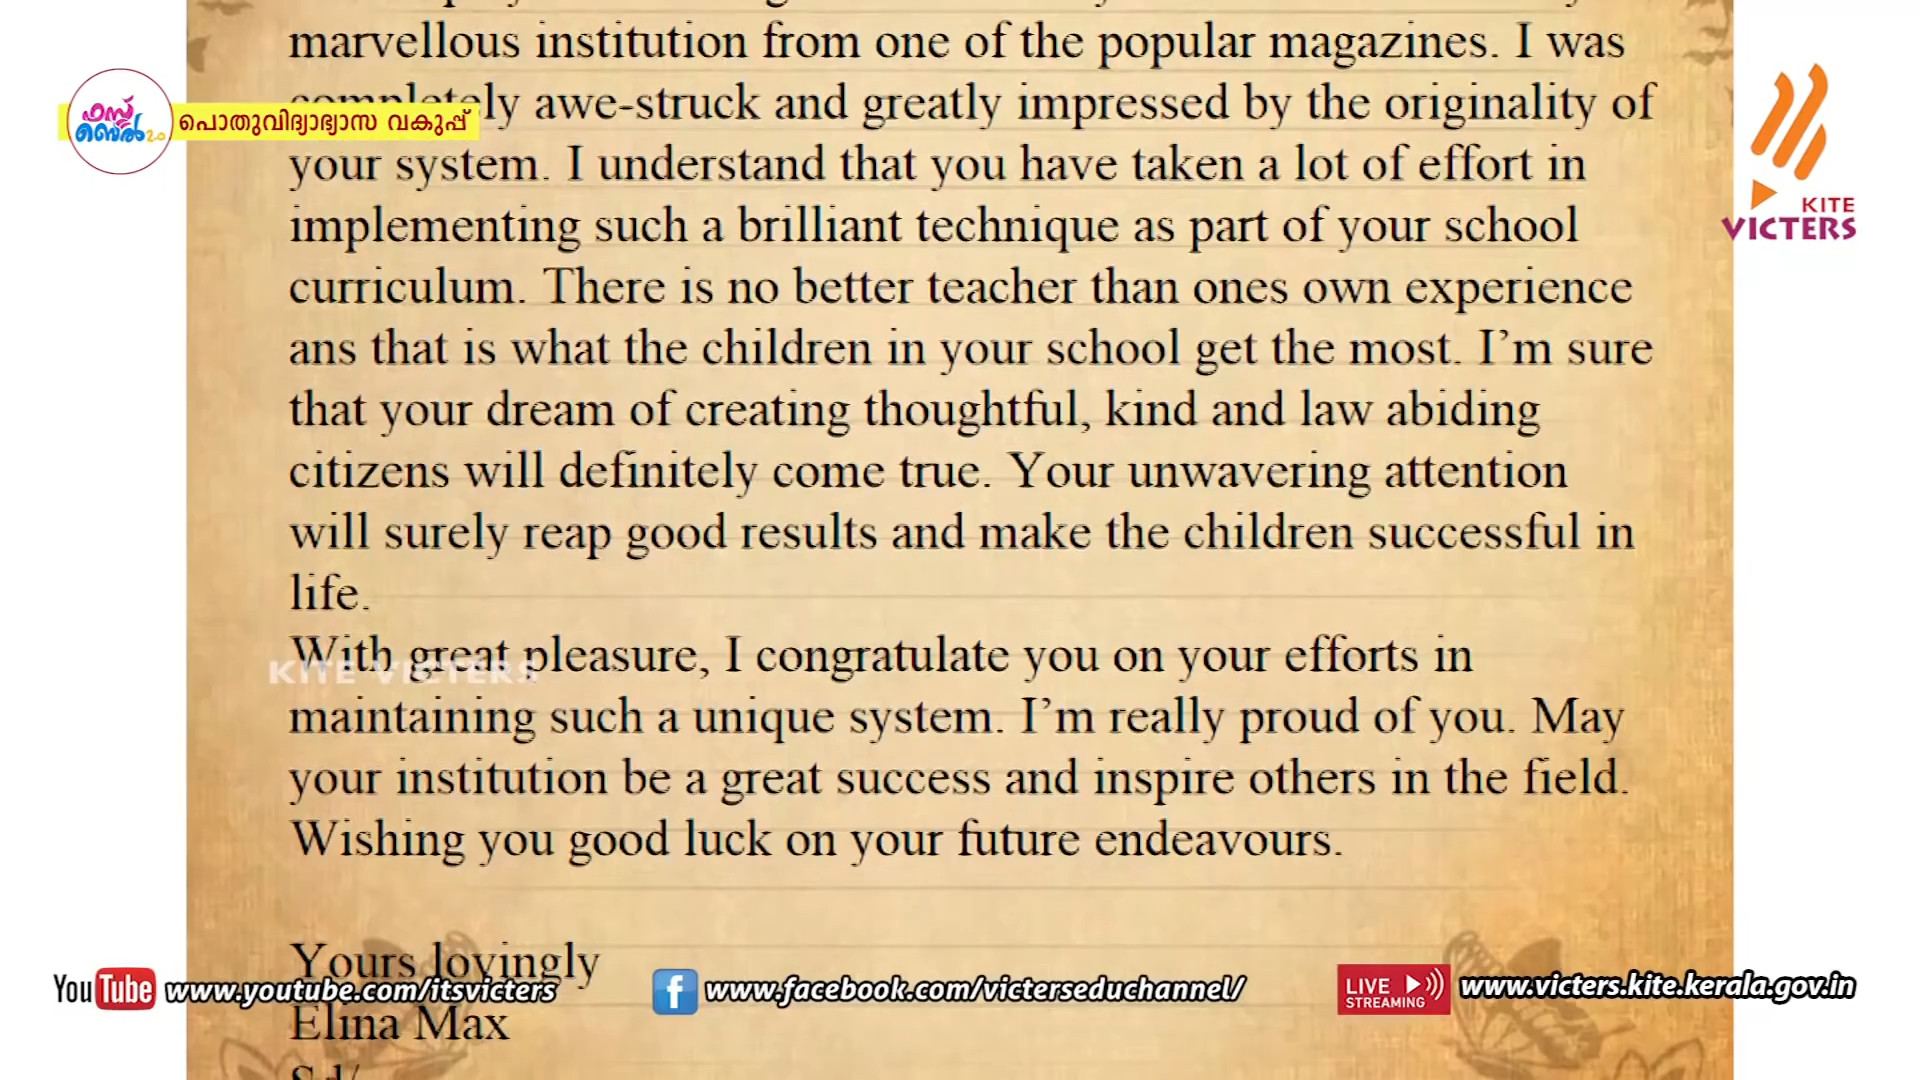 marvellous institution from one of the popular magazines. I was
completely awe-struck and greatly impressed by the originality of
ഫസ്റ്റ്
ബെൽ 2.0
പൊതുവിദ്യാഭ്യാസ വകുപ്പ്
your system. I understand that you have taken a lot of effort in
implementing such a brilliant technique as part of your school
KITE
VICTERS
curriculum. There is no better teacher than ones own experience
ans that is what the children in your school get the most. I’m sure
that your dream of creating thoughtful, kind and law abiding
citizens will definitely come true. Your unwavering attention
will surely reap good results and make the children successful in
life.
With great pleasure, I congratulate you on your efforts in
KITE VICTERS
maintaining such a unique system. I’m really proud of you. May
your institution be a great success and inspire others in the field.
Wishing you good luck on your future endeavours.
Yours lovingly
You Tube www.youtube.com/itsvicters
f www.facebook.com/victerseduchannel/
LIVE STREAMING www.victers.kite.kerala.gov.in
Elina Max
Sd/